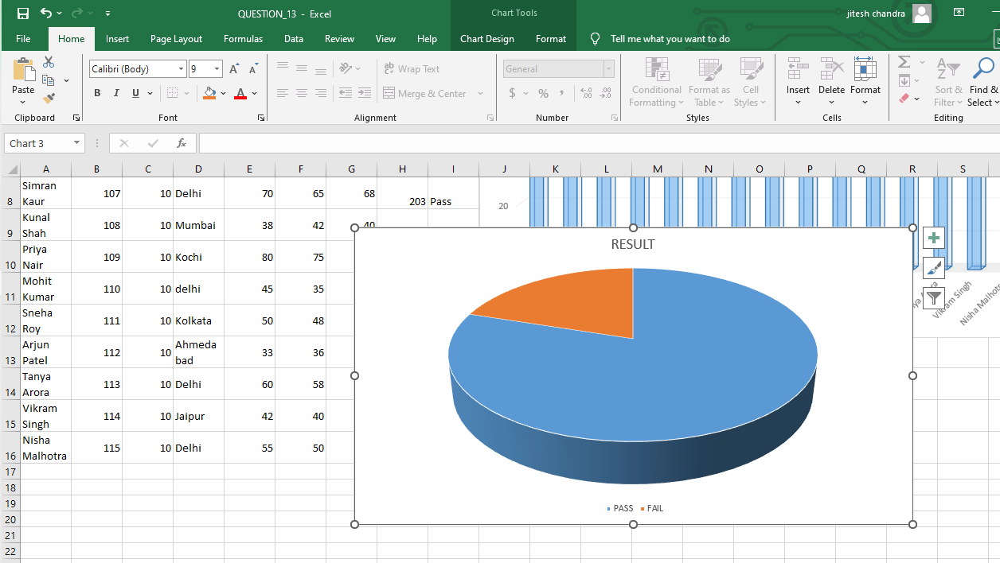 QUESTION_13 - Excel
Chart Tools
jitesh chandra
File Home Insert Page Layout Formulas Data Review View Help Chart Design Format Tell me what you want to do
Paste
Calibri (Body) 9 A A
B I U A
ab Wrap Text
Merge & Center
General
$ % ,
Conditional Formatting
Format as Table
Cell Styles
Insert Delete Format
Sort & Filter
Find & Select
Clipboard Font Alignment Number Styles Cells Editing
Chart 3 fx
A B C D E F G H I J K L M N O P Q R S
8 Simran Kaur 107 10 Delhi 70 65 68 203 Pass
9 Kunal Shah 108 10 Mumbai 38 42 40
10 Priya Nair 109 10 Kochi 80 75
11 Mohit Kumar 110 10 delhi 45 35
12 Sneha Roy 111 10 Kolkata 50 48
13 Arjun Patel 112 10 Ahmeda bad 33 36
14 Tanya Arora 113 10 Delhi 60 58
15 Vikram Singh 114 10 Jaipur 42 40
16 Nisha Malhotra 115 10 Delhi 55 50
17
18
19
20
21
22
20
RESULT
PASS FAIL
Vikram Singh